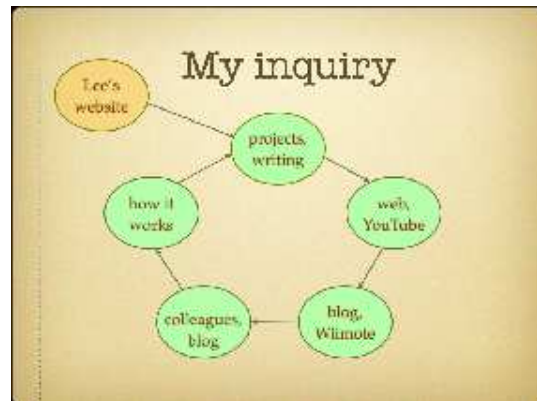 My inquiry
Lee's
website
projects,
writing
web,
YouTube
blog,
Wiimote
colleagues,
blog
how it
works